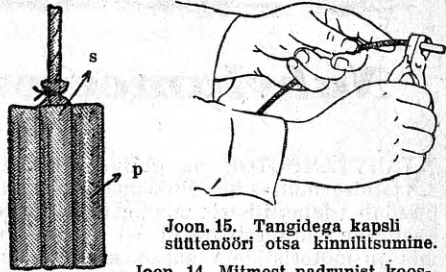 s
p
Joon. 15. Tangidega kapsli
süütenööri otsa kinnilitsumine.
Joon. 14. Mitmest padrunist koos-